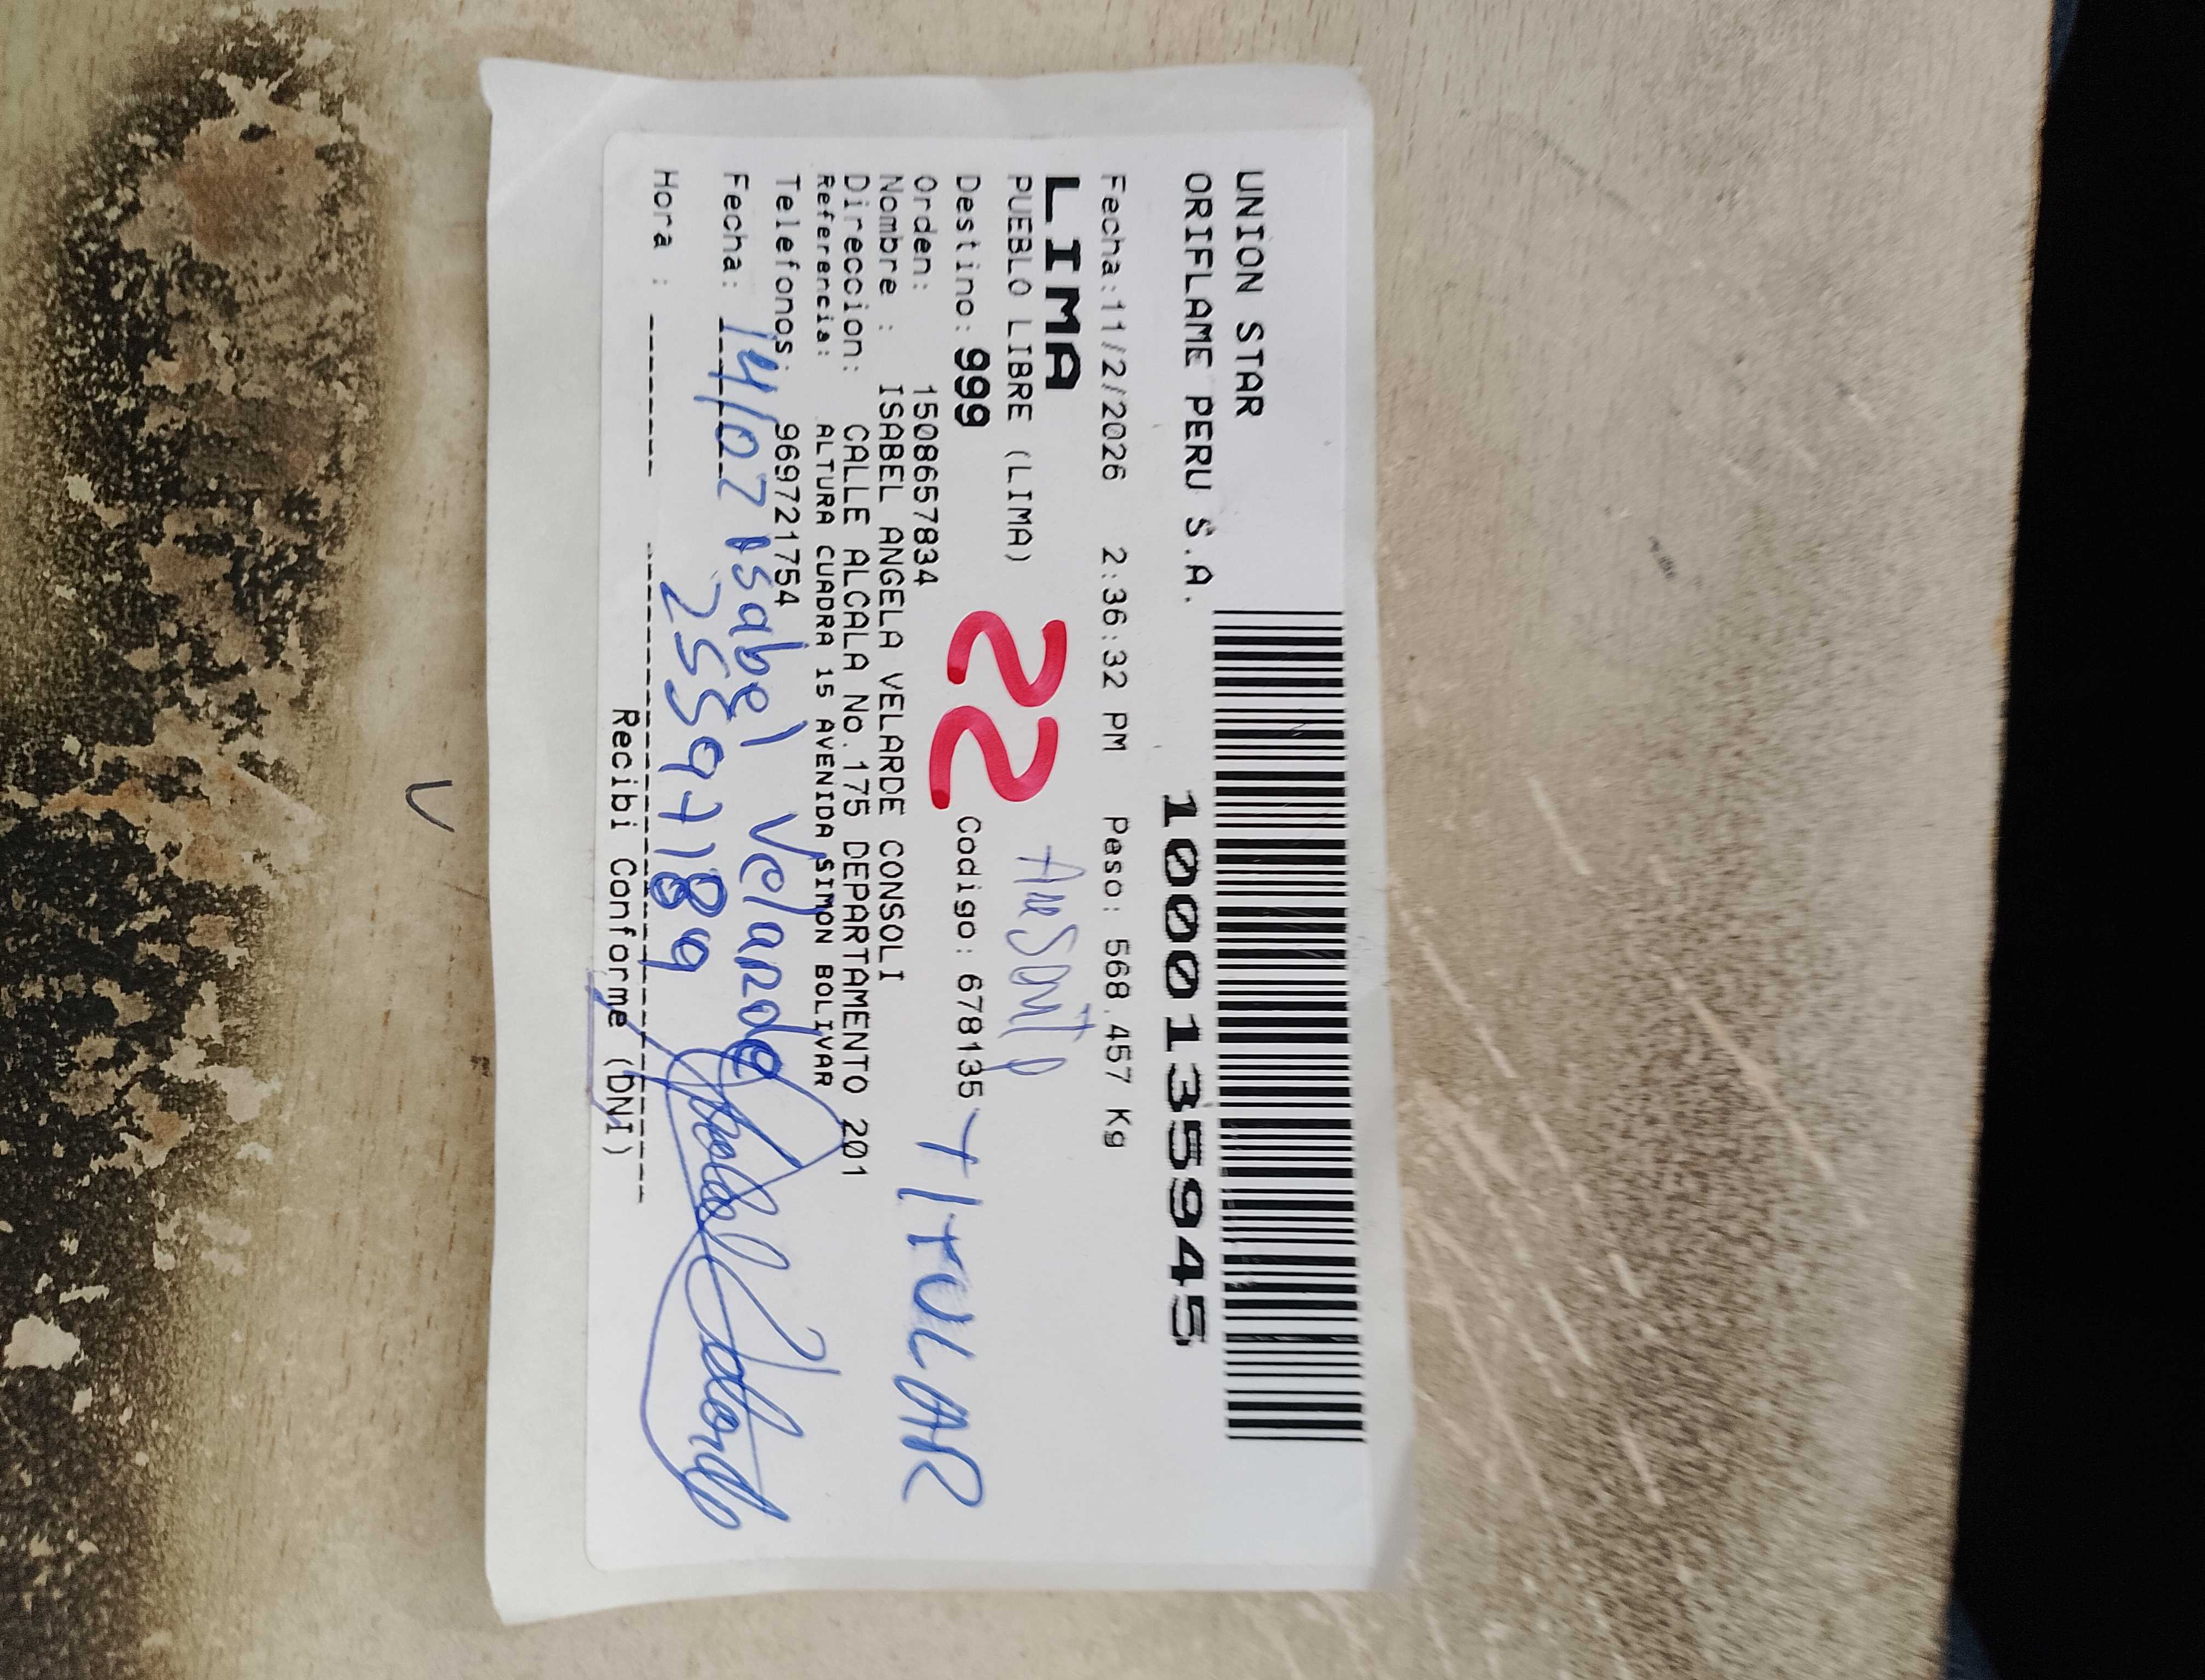 UNION STAR
ORIFLAME PERU S.A.
1000135945
Fecha:11/2/2026 2:36:32 PM Peso: 568.457 Kg
LIMA
PUEBLO LIBRE (LIMA)
22
Destino: 999 Codigo: 678135
TITULAR
Orden: 1508657834
Nombre : ISABEL ANGELA VELARDE CONSOLI
Direccion: CALLE ALCALA No.175 DEPARTAMENTO 201
Referencia: ALTURA CUADRA 15 AVENIDA SIMON BOLIVAR
Telefonos: 969721754
Fecha: 14/02 Isabel Velarde
Hora : 25597189
Recibi Conforme (DNI)